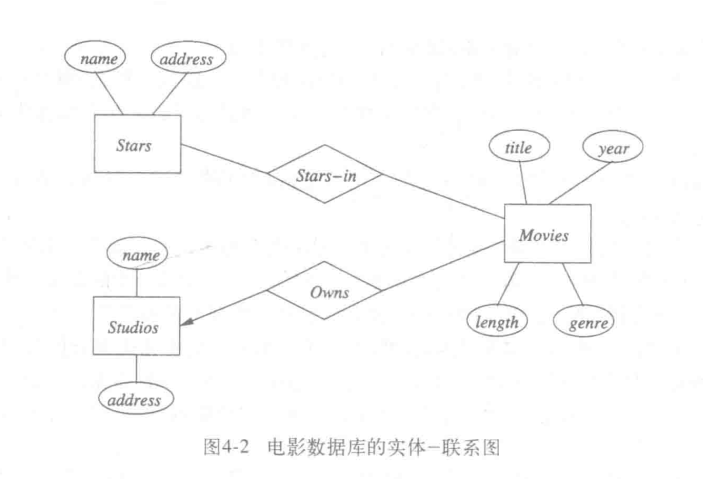 name
address
Stars
Stars-in
title
year
Movies
name
Owns
Studios
length
genre
address
图4-2 电影数据库的实体-联系图